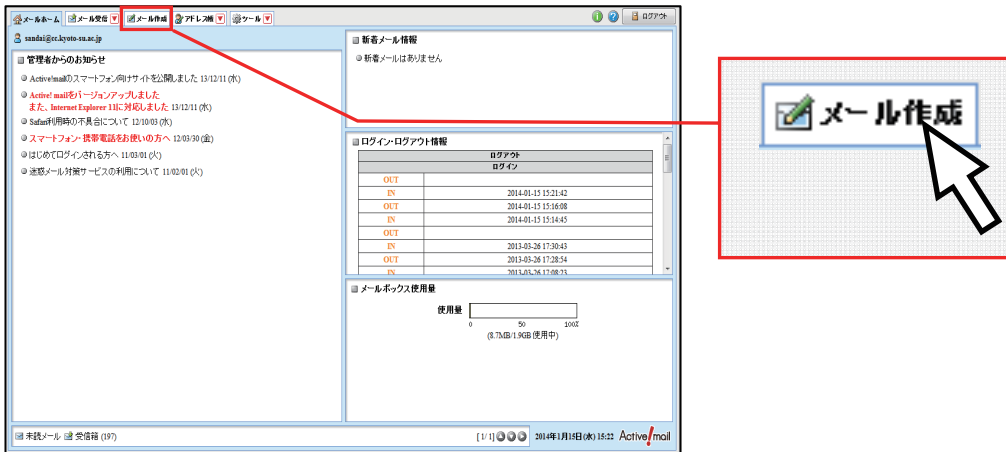 メールホーム メール受信 メール作成 アドレス帳 ツール ログアウト
sandai@cc.kyoto-su.ac.jp
管理者からのお知らせ
Active!mailのスマートフォン向けサイトを公開しました 13/12/11 (水)
Active! mailをバージョンアップしました
また、Internet Explorer 11に対応しました 13/12/11 (水)
Safari利用時の不具合について 12/10/03 (水)
スマートフォン・携帯電話をお使いの方へ 12/03/30 (金)
はじめてログインされる方へ 11/03/01 (火)
迷惑メール対策サービスの利用について 11/02/01 (火)
新着メール情報
新着メールはありません
ログイン・ログアウト情報
ログアウト
ログイン
OUT
IN 2014-01-15 15:21:42
OUT 2014-01-15 15:16:08
IN 2014-01-15 15:14:45
OUT
IN 2013-03-26 17:30:43
OUT 2013-03-26 17:28:54
IN 2013-03-26 17:08:23
メールボックス使用量
使用量
0 50 100%
(8.7MB/1.9GB 使用中)
未読メール 受信箱 (197)
[ 1/ 1] 2014年1月15日(水) 15:22 Active!mail
メール作成